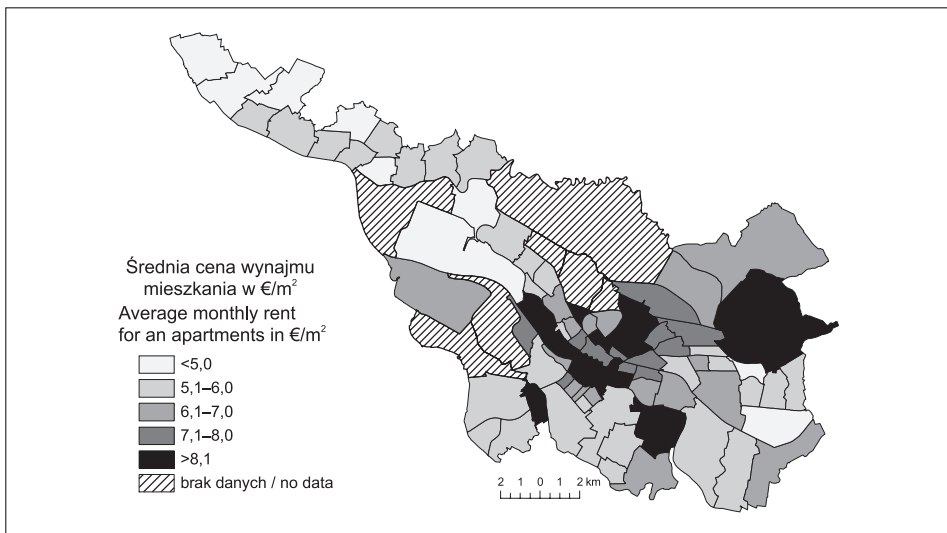 Średnia cena wynajmu
mieszkania w €/m²
Average monthly rent
for an apartments in €/m²
<5,0
5,1–6,0
6,1–7,0
7,1–8,0
>8,1
brak danych / no data
2 1 0 1 2 km